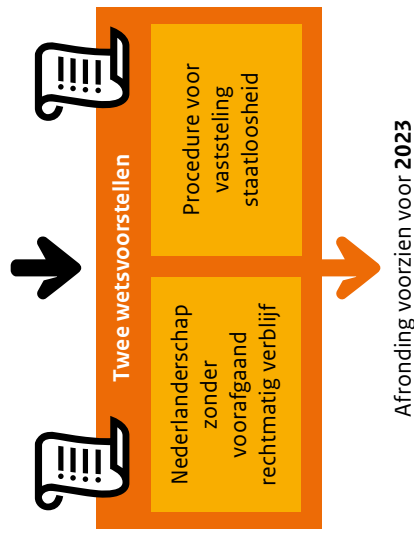 Twee wetsvoorstellen
Nederlanderschap
zonder
voorafgaand
rechtmatig verblijf
Procedure voor
vaststeling
staatloosheid
Afronding voorzien voor 2023